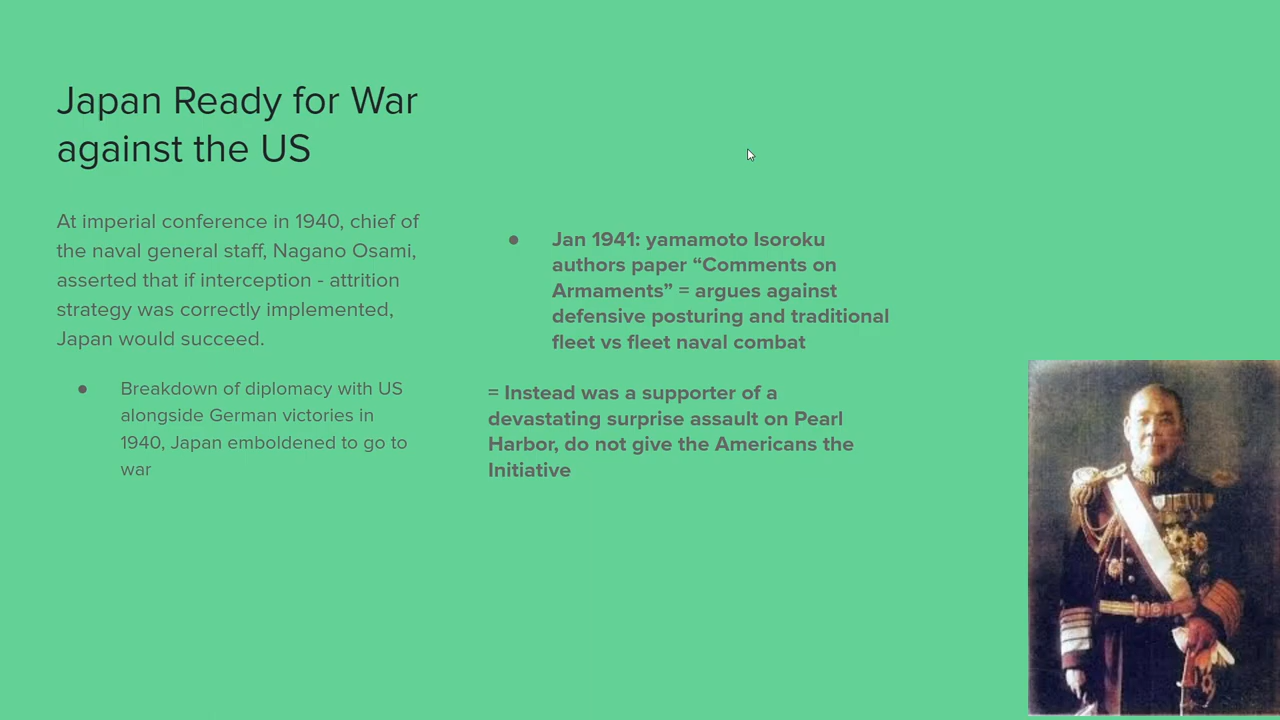 Japan Ready for War
against the US
At imperial conference in 1940, chief of
the naval general staff, Nagano Osami,
asserted that if interception - attrition
strategy was correctly implemented,
Japan would succeed.
● Breakdown of diplomacy with US
alongside German victories in
1940, Japan emboldened to go to
war
● Jan 1941: yamamoto Isoroku
authors paper “Comments on
Armaments” = argues against
defensive posturing and traditional
fleet vs fleet naval combat
= Instead was a supporter of a
devastating surprise assault on Pearl
Harbor, do not give the Americans the
Initiative